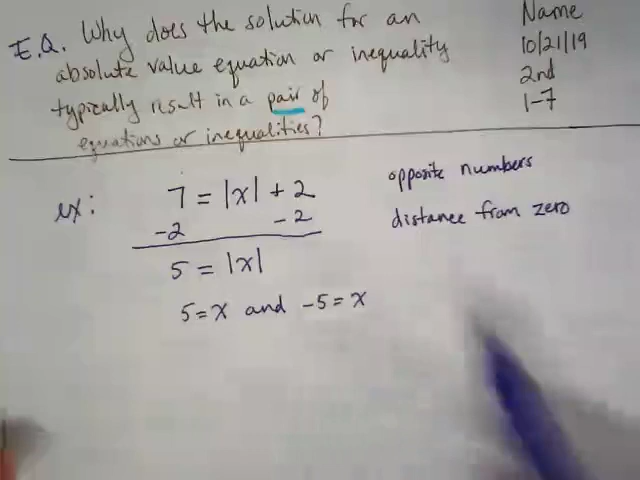 E.Q. Why does the solution for an
absolute value equation or inequality
typically result in a pair of
equations or inequalities?
Name
10/21/19
2nd
1-7
ex: 7 = |x| + 2
-2 - 2
5 = |x|
5 = x and -5 = x
opposite numbers
distance from zero